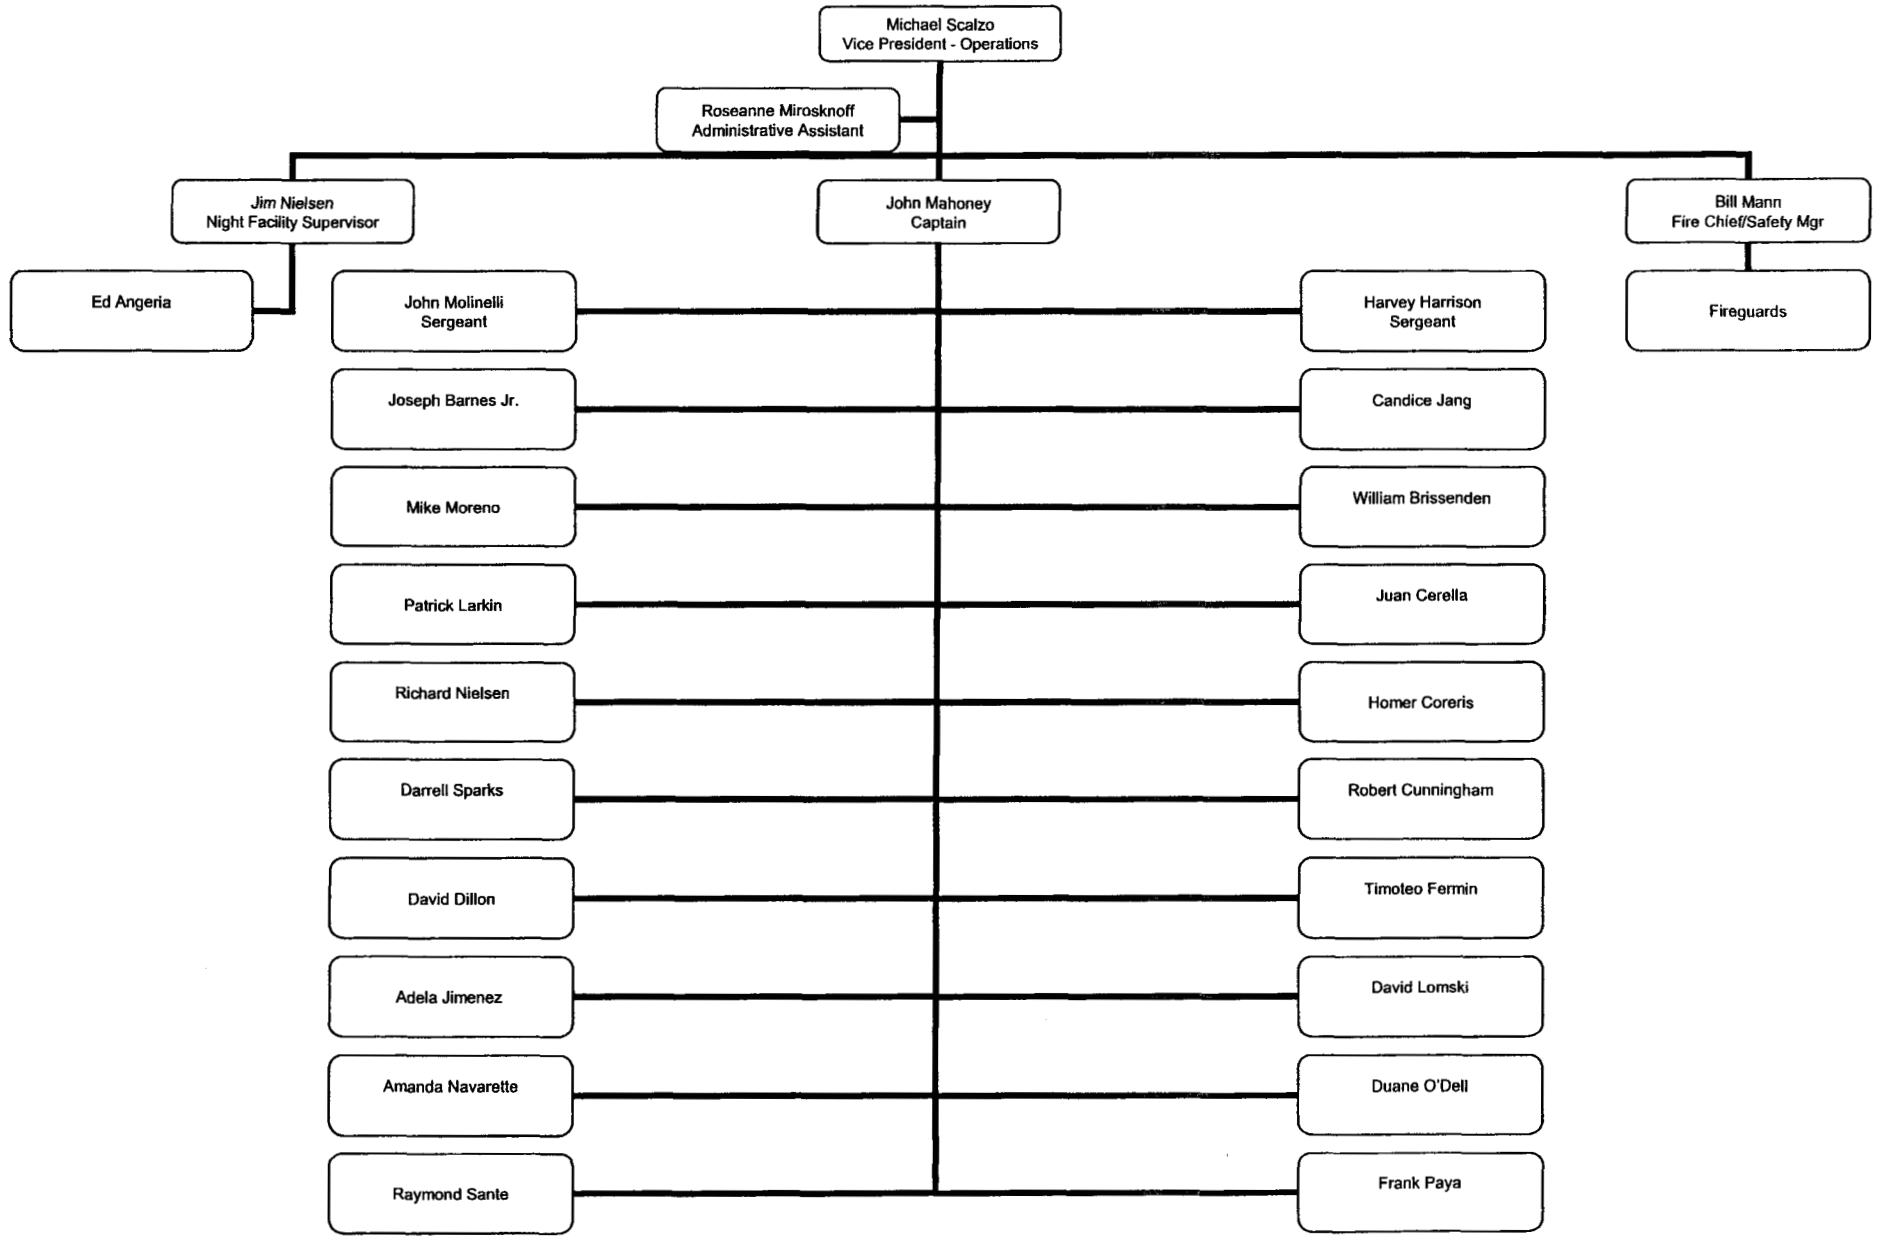 Michael Scalzo
Vice President - Operations
Roseanne Mirosknoff
Administrative Assistant
Jim Nielsen
Night Facility Supervisor
John Mahoney
Captain
Bill Mann
Fire Chief/Safety Mgr
Ed Angeria
John Molinelli
Sergeant
Harvey Harrison
Sergeant
Fireguards
Joseph Barnes Jr.
Candice Jang
Mike Moreno
William Brissenden
Patrick Larkin
Juan Cerella
Richard Nielsen
Homer Coreris
Darrell Sparks
Robert Cunningham
David Dillon
Timoteo Fermin
Adela Jimenez
David Lomski
Amanda Navarette
Duane O'Dell
Raymond Sante
Frank Paya